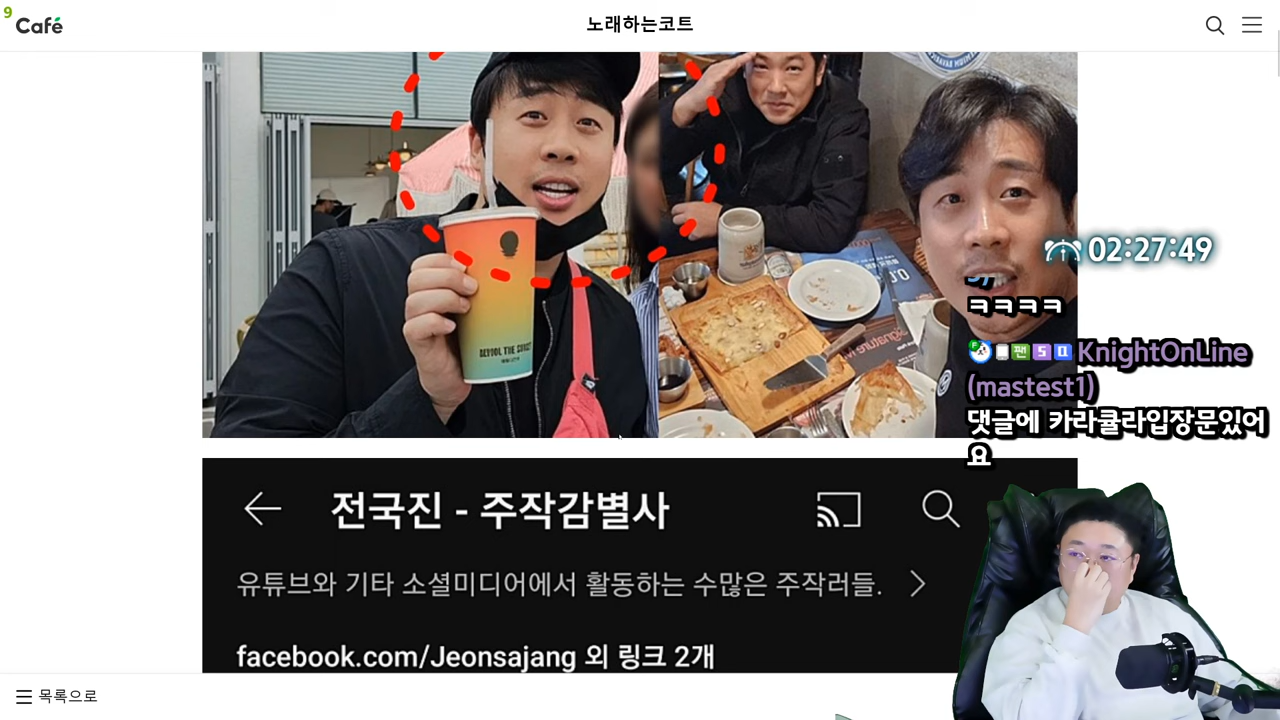 9
Café
노래하는코트
02:27:49
ㅋㅋㅋㅋ
KnightOnLine
(mastest1)
댓글에 카라큘라입장문있어
요
전국진 - 주작감별사
유튜브와 기타 소셜미디어에서 활동하는 수많은 주작러들.
facebook.com/Jeonsajang 외 링크 2개
목록으로